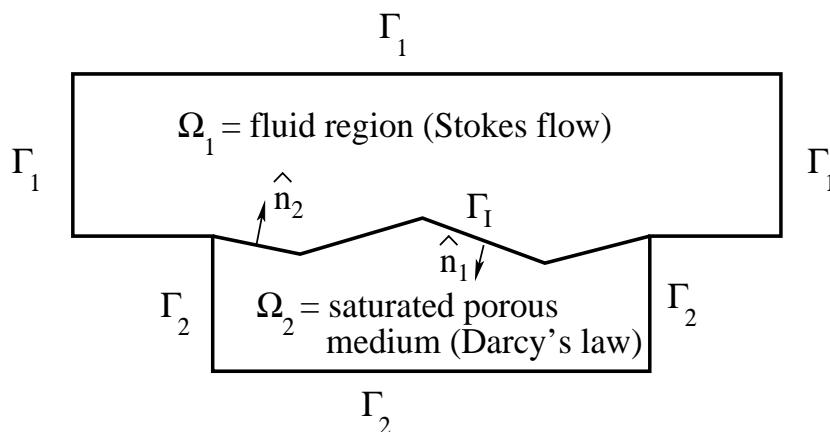 Γ₁
Ω₁ = fluid region (Stokes flow)
Γ₁
Γ₁
n̂₂
Γ_I
n̂₁
Γ₂
Ω₂ = saturated porous
medium (Darcy's law)
Γ₂
Γ₂